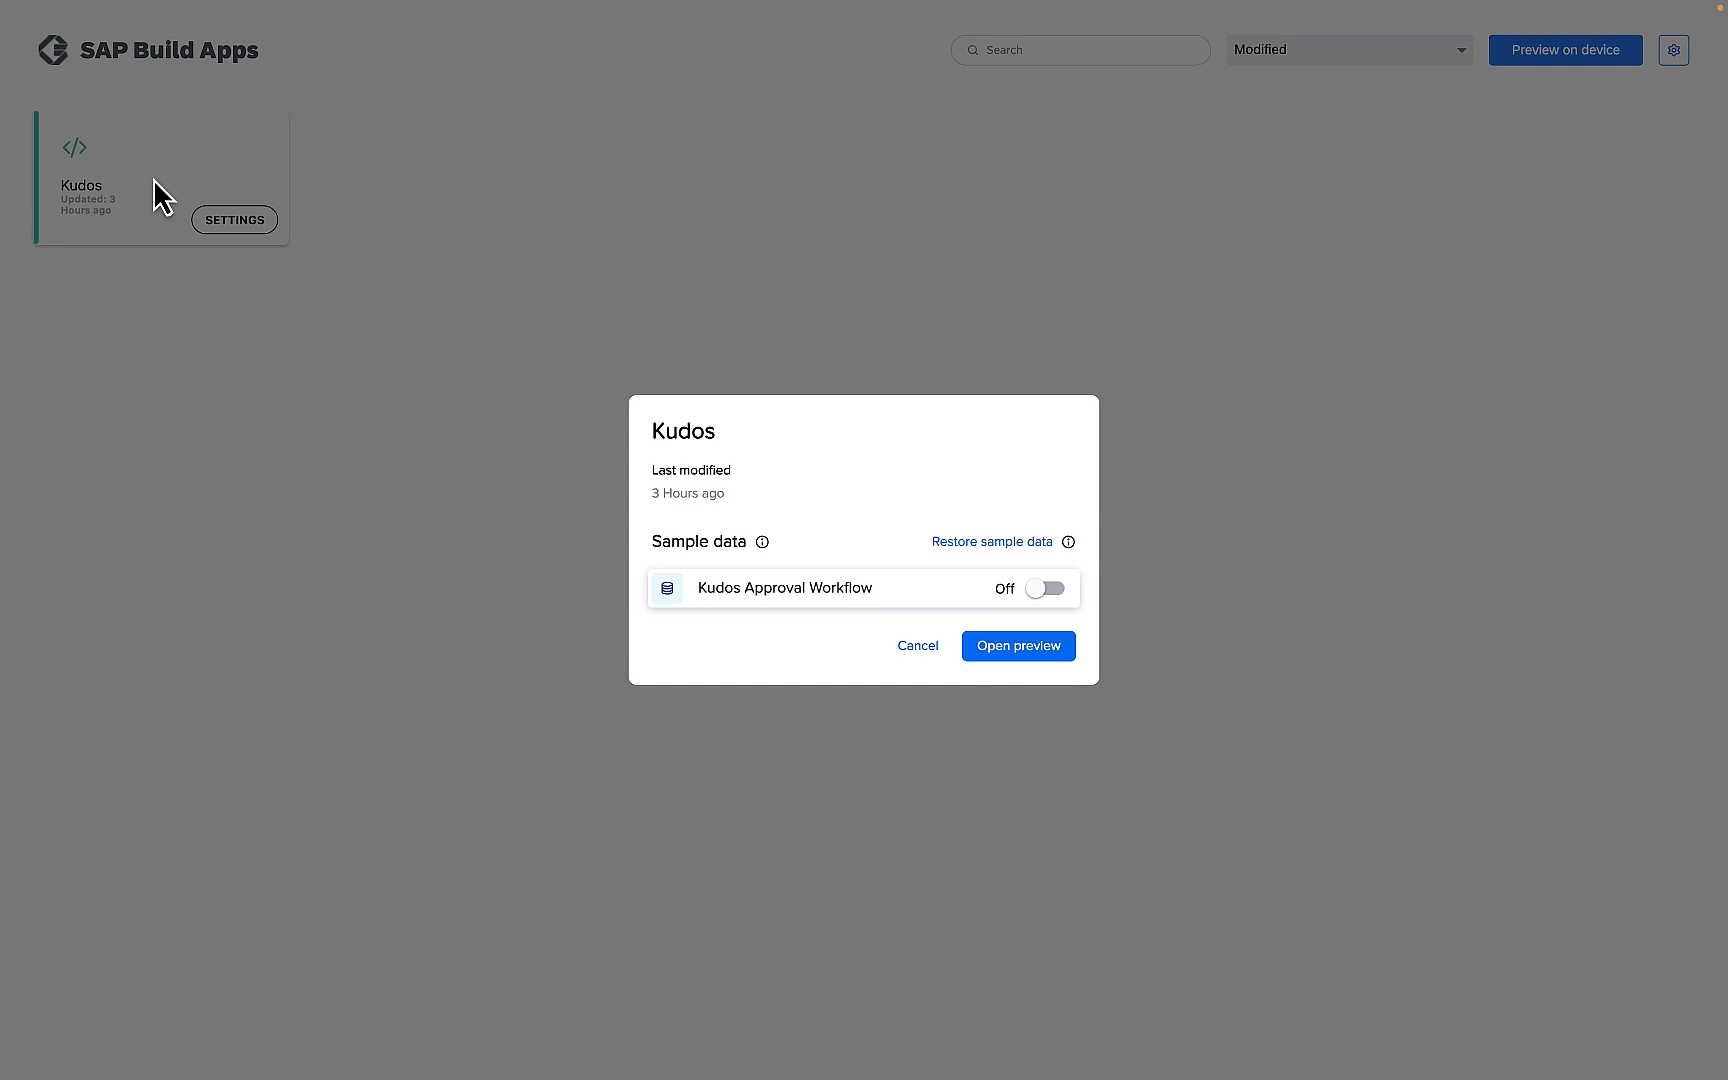 SAP Build Apps
Search
Modified
Preview on device
Kudos
Updated: 3
Hours ago
SETTINGS
Kudos
Last modified
3 Hours ago
Sample data
Restore sample data
Kudos Approval Workflow
Off
Cancel
Open preview